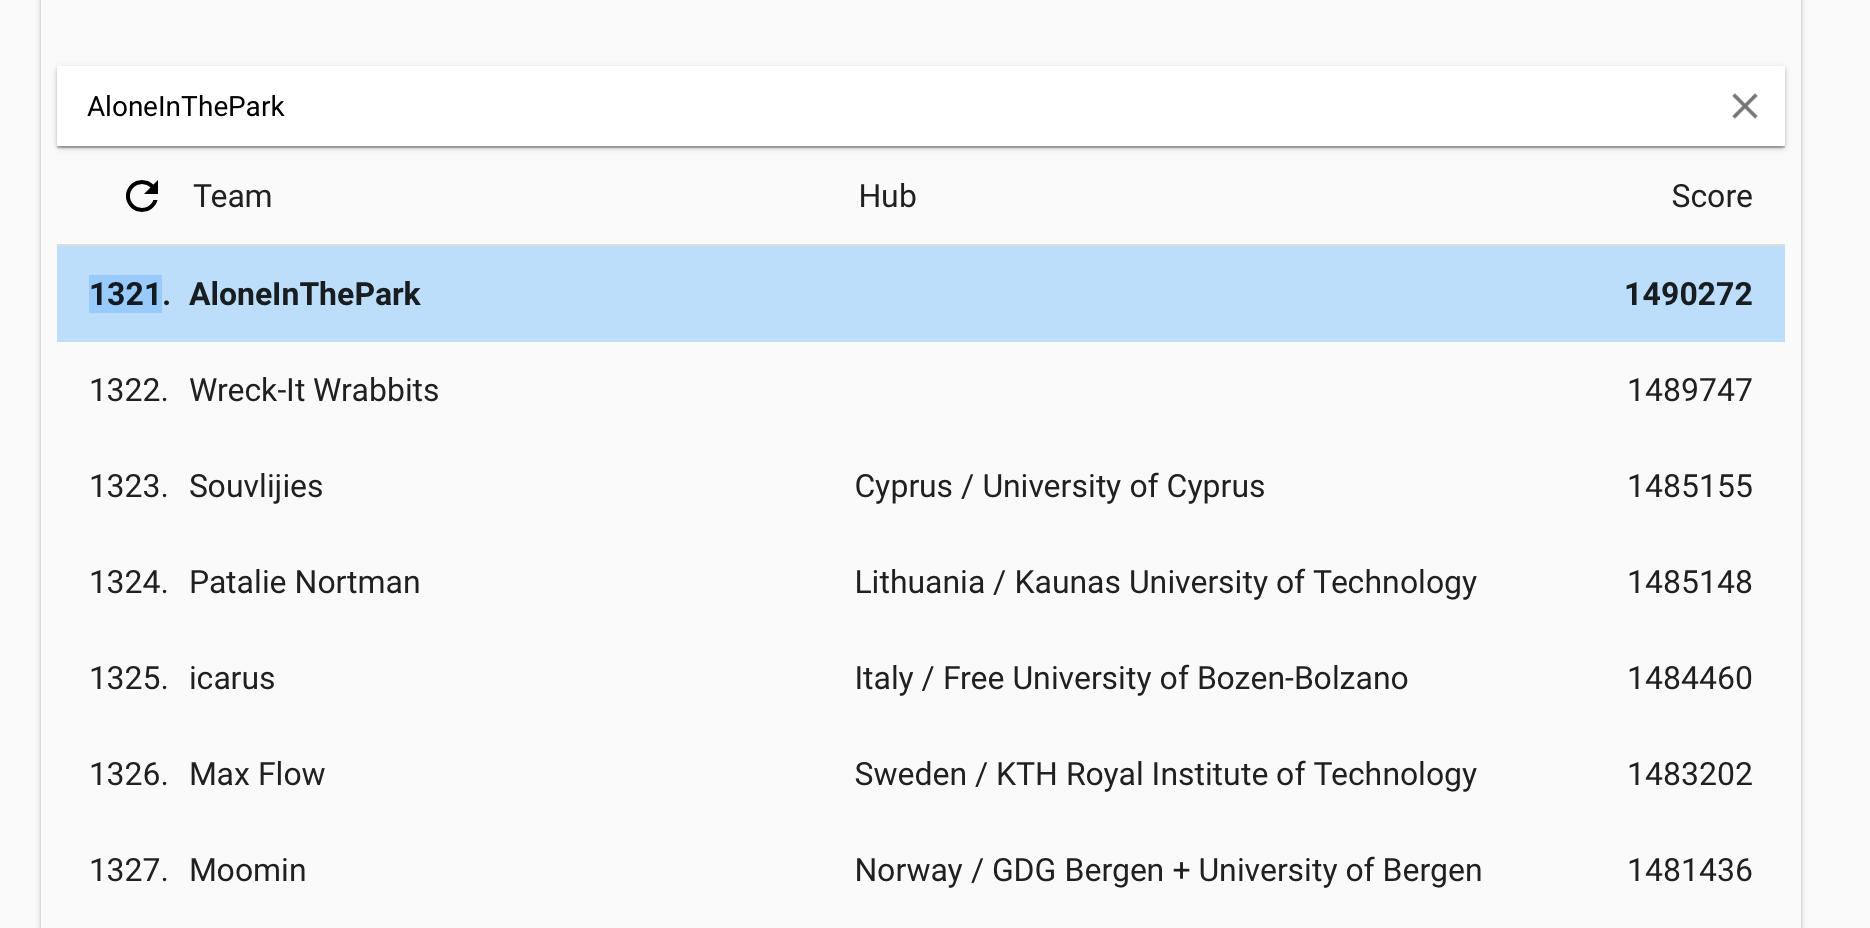 AloneInThePark
Team Hub Score
1321. AloneInThePark 1490272
1322. Wreck-It Wrabbits 1489747
1323. Souvlijies Cyprus / University of Cyprus 1485155
1324. Patalie Nortman Lithuania / Kaunas University of Technology 1485148
1325. icarus Italy / Free University of Bozen-Bolzano 1484460
1326. Max Flow Sweden / KTH Royal Institute of Technology 1483202
1327. Moomin Norway / GDG Bergen + University of Bergen 1481436